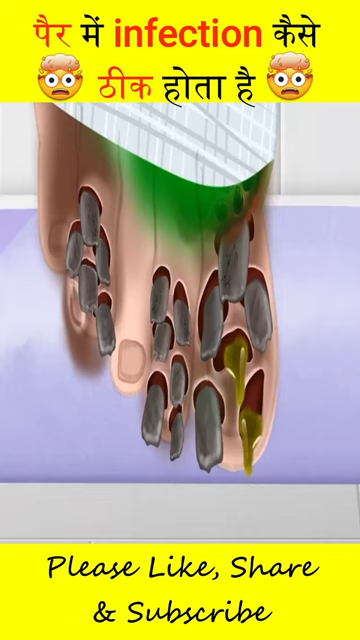 पैर में infection कैसे
🤯 ठीक होता है 🤯
Please Like, Share
& Subscribe